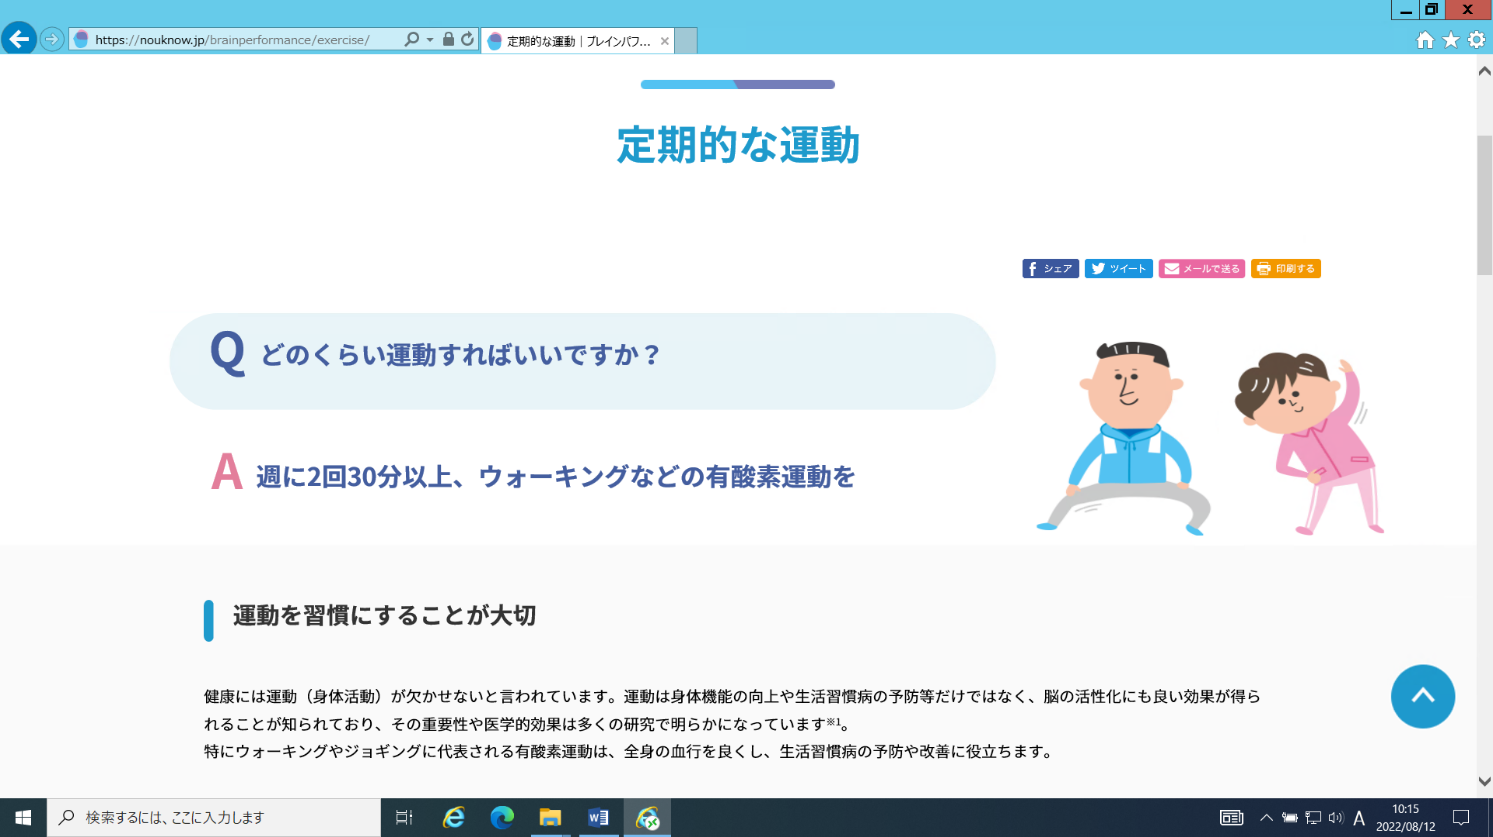 https://nouknow.jp/brainperformance/exercise/
定期的な運動｜ブレインパフ...
定期的な運動
シェア
ツイート
メールで送る
印刷する
Q どのくらい運動すればいいですか？
A 週に2回30分以上、ウォーキングなどの有酸素運動を
運動を習慣にすることが大切
健康には運動（身体活動）が欠かせないと言われています。運動は身体機能の向上や生活習慣病の予防等だけではなく、脳の活性化にも良い効果が得ら
れることが知られており、その重要性や医学的効果は多くの研究で明らかになっています※1。
特にウォーキングやジョギングに代表される有酸素運動は、全身の血行を良くし、生活習慣病の予防や改善に役立ちます。
検索するには、ここに入力します
A
10:15
2022/08/12